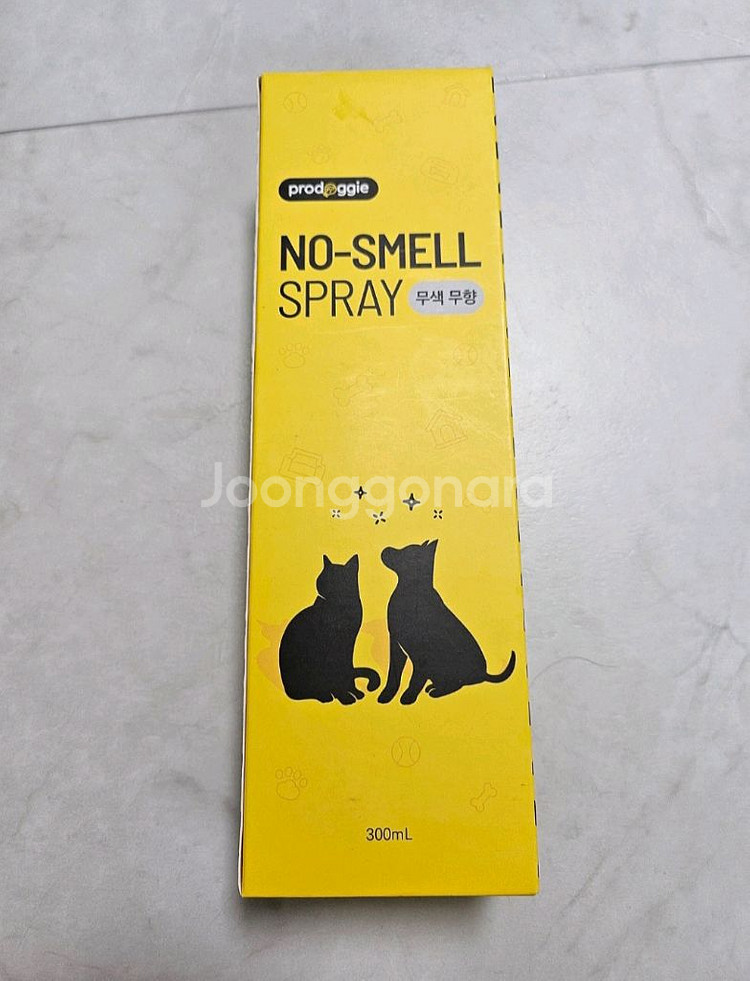 prodoggie
NO-SMELL
SPRAY 무색 무향
Joonggonara
300mL